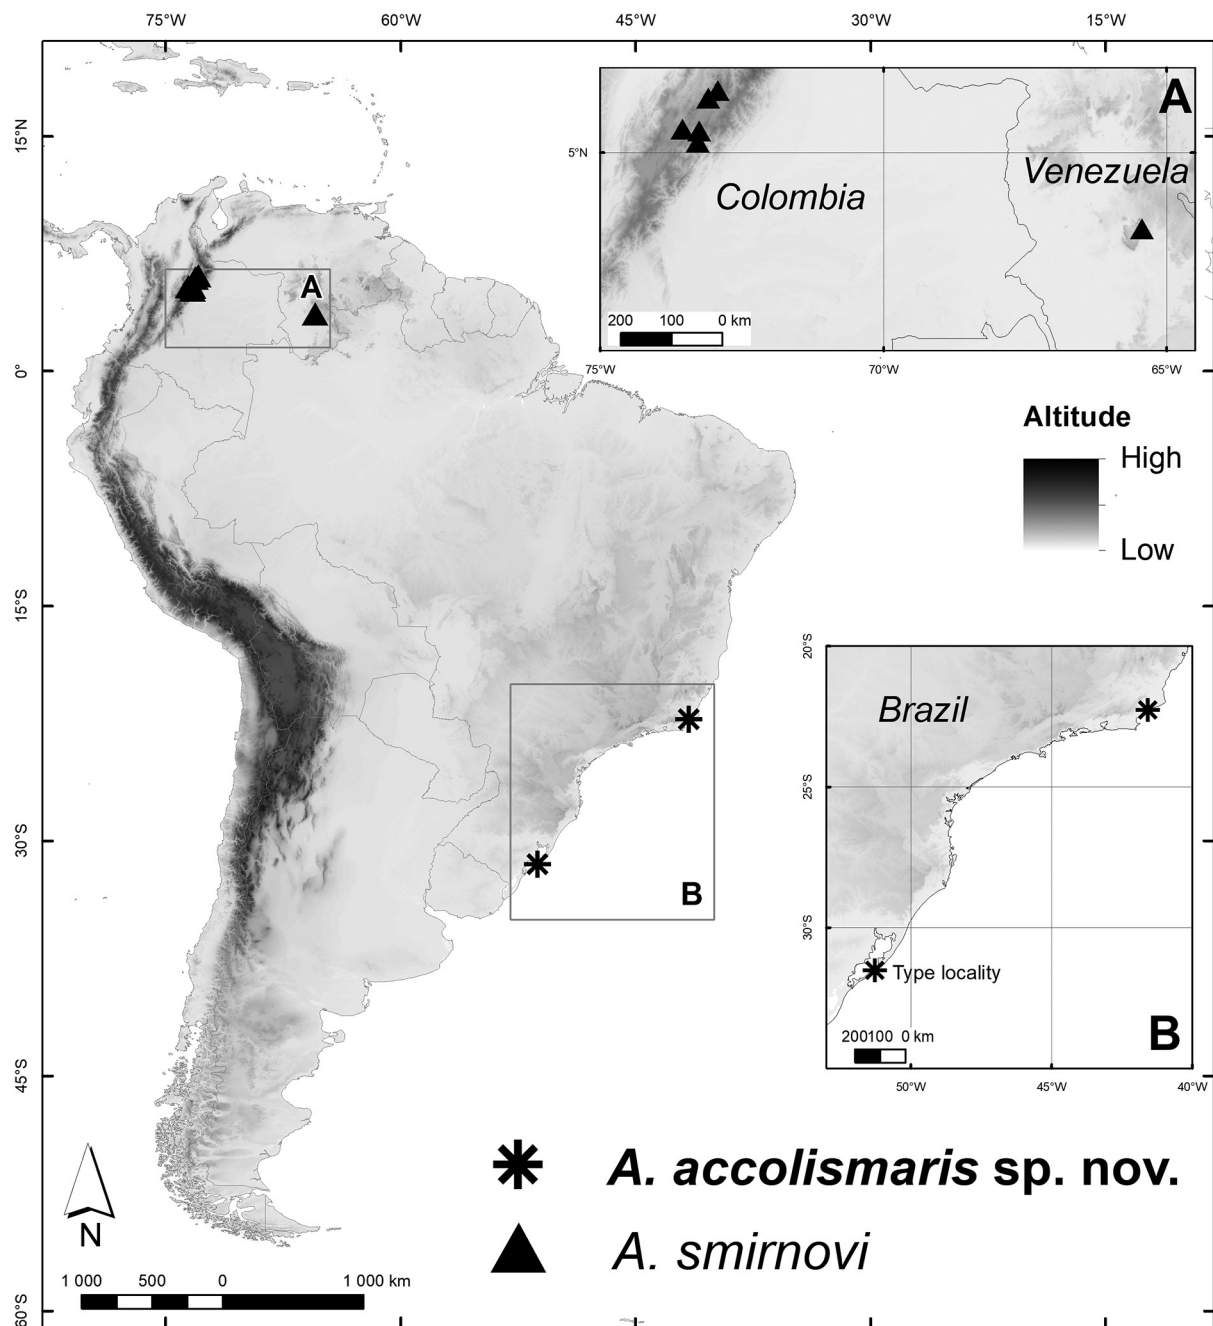 75°W 60°W 45°W 30°W 15°W
15°N
0°
15°S
30°S
45°S
60°S
A
5°N
Colombia
Venezuela
200 100 0 km
75°W 70°W 65°W
A
Altitude
High
Low
B
20°S
25°S
30°S
Brazil
Type locality
200100 0 km
B
50°W 45°W 40°W
A. accolismaris sp. nov.
A. smirnovi
N
1 000 500 0 1 000 km